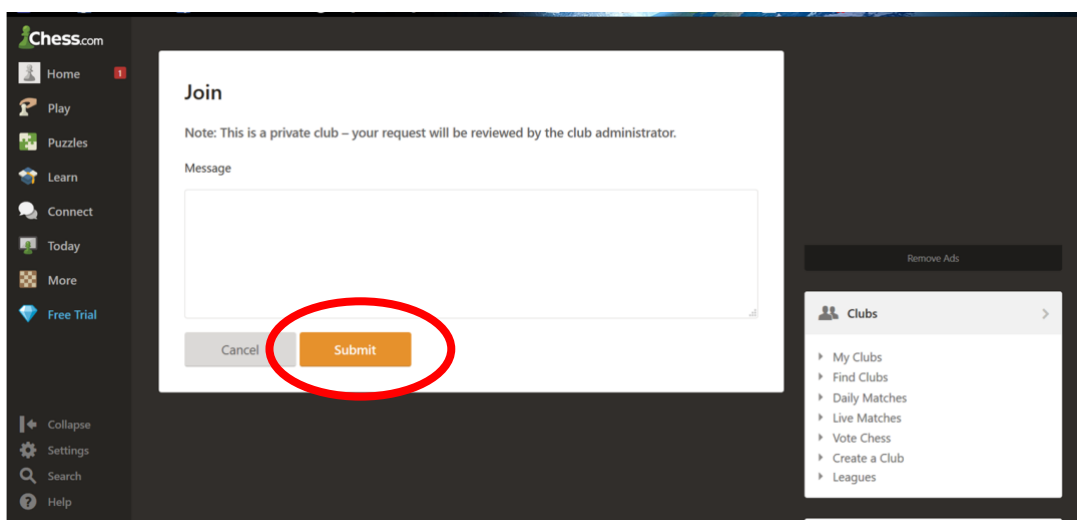 Chess.com
Home 1
Play
Puzzles
Learn
Connect
Today
More
Free Trial
Collapse
Settings
Search
Help
Join
Note: This is a private club – your request will be reviewed by the club administrator.
Message
Cancel
Submit
Remove Ads
Clubs
My Clubs
Find Clubs
Daily Matches
Live Matches
Vote Chess
Create a Club
Leagues